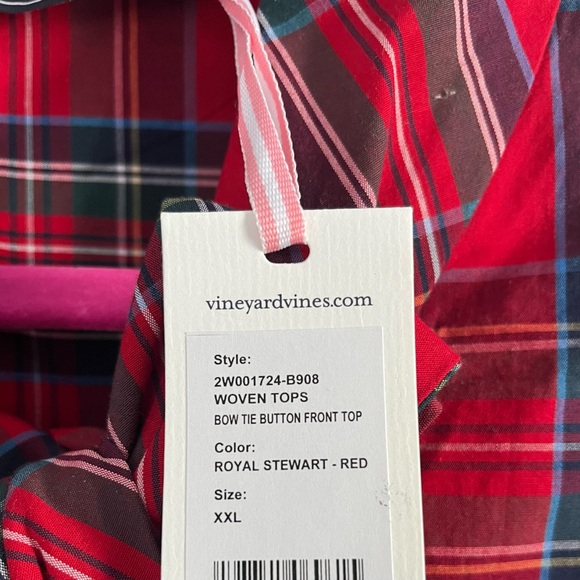 vineyardvines.com
Style:
2W001724-B908
WOVEN TOPS
BOW TIE BUTTON FRONT TOP
Color:
ROYAL STEWART - RED
Size:
XXL